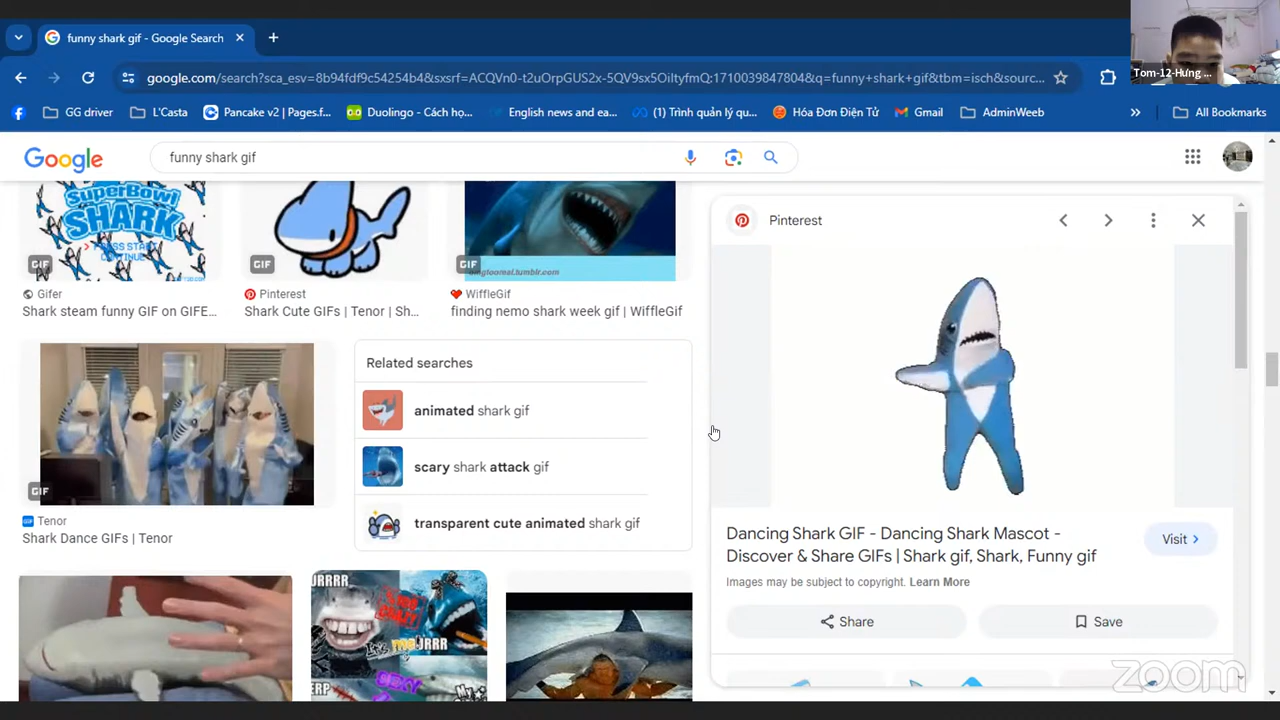 funny shark gif - Google Search
google.com/search?sca_esv=8b94fdf9c54254b4&sxsrf=ACQVn0-t2uOrpGUS2x-5QV9sx5OiltyfmQ:17100398478048&q=funny+shark+gif&tbm=isch&sourc...
GG driver
L'Casta
Pancake v2 | Pages.f...
Duolingo - Cách họ...
English news and ea...
(1) Trình quản lý qu...
Hóa Đơn Điện Tử
Gmail
AdminWeeb
»
All Bookmarks
Tom-12-Hưng ...
Google
funny shark gif
SUPERBOWL
SHARK
PRESS START
CONTINUE
GIF
Gifer
Shark steam funny GIF on GIFE...
GIF
Pinterest
Shark Cute GIFs | Tenor | Sh...
GIF
WiffleGif
finding nemo shark week gif | WiffleGif
GIF
Tenor
Shark Dance GIFs | Tenor
Related searches
animated shark gif
scary shark attack gif
transparent cute animated shark gif
Pinterest
Dancing Shark GIF - Dancing Shark Mascot -
Discover & Share GIFs | Shark gif, Shark, Funny gif
Visit
Images may be subject to copyright. Learn More
Share
Save
zoom